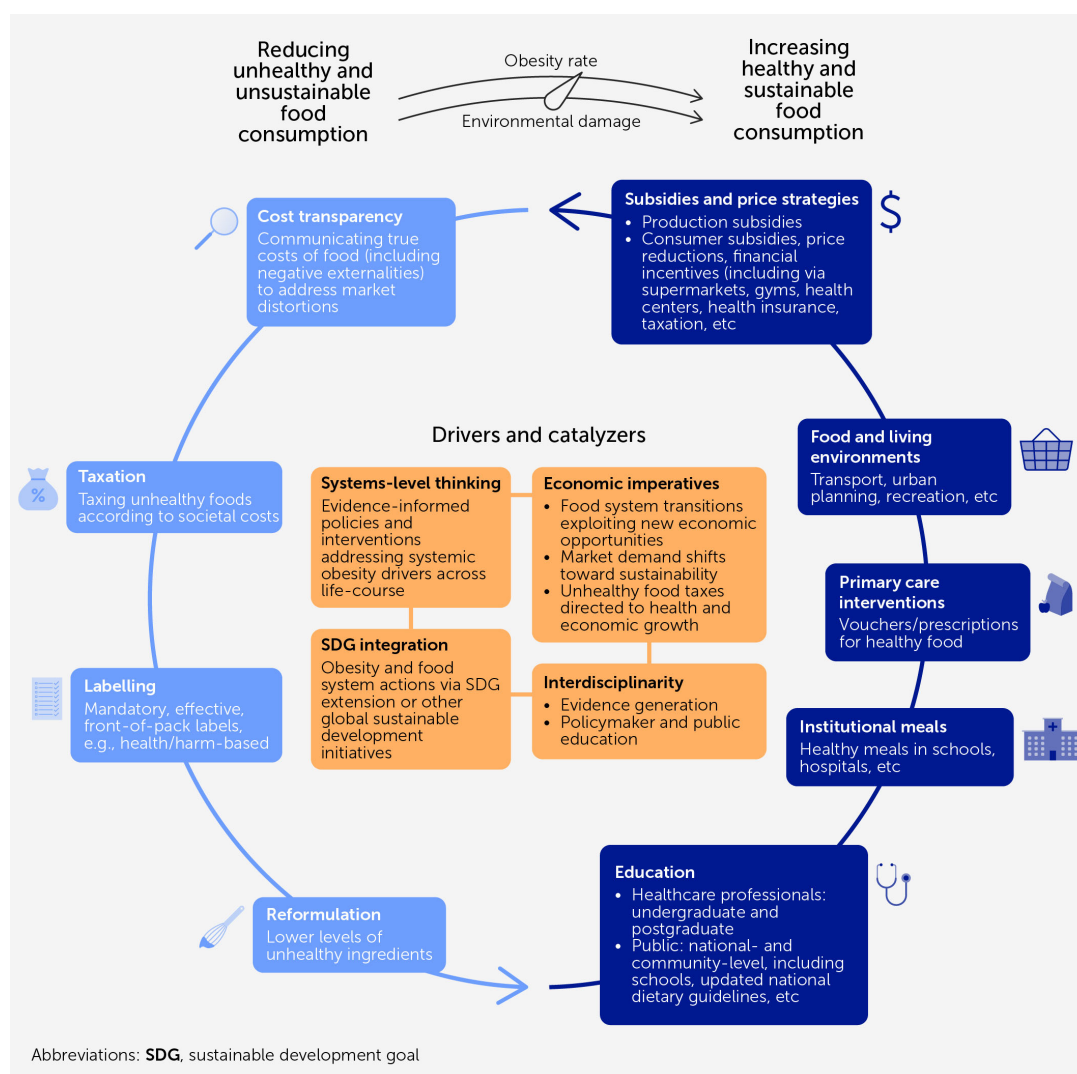 Reducing
unhealthy and
unsustainable
food
consumption
Obesity rate
Environmental damage
Increasing
healthy and
sustainable
food
consumption
Cost transparency
Communicating true
costs of food (including
negative externalities)
to address market
distortions
Subsidies and price strategies
• Production subsidies
• Consumer subsidies, price
reductions, financial
incentives (including via
supermarkets, gyms, health
centers, health insurance,
taxation, etc
$
Drivers and catalyzers
Food and living
environments
Transport, urban
planning, recreation, etc
%
Taxation
Taxing unhealthy foods
according to societal costs
Systems-level thinking
Evidence-informed
policies and
interventions
addressing systemic
obesity drivers across
life-course
Economic imperatives
• Food system transitions
exploiting new economic
opportunities
• Market demand shifts
toward sustainability
• Unhealthy food taxes
directed to health and
economic growth
Primary care
interventions
Vouchers/prescriptions
for healthy food
SDG integration
Obesity and food
system actions via SDG
extension or other
global sustainable
development
initiatives
Interdisciplinarity
• Evidence generation
• Policymaker and public
education
Labelling
Mandatory, effective,
front-of-pack labels,
e.g., health/harm-based
Institutional meals
Healthy meals in schools,
hospitals, etc
Reformulation
Lower levels of
unhealthy ingredients
Education
• Healthcare professionals:
undergraduate and
postgraduate
• Public: national- and
community-level, including
schools, updated national
dietary guidelines, etc
Abbreviations: SDG, sustainable development goal